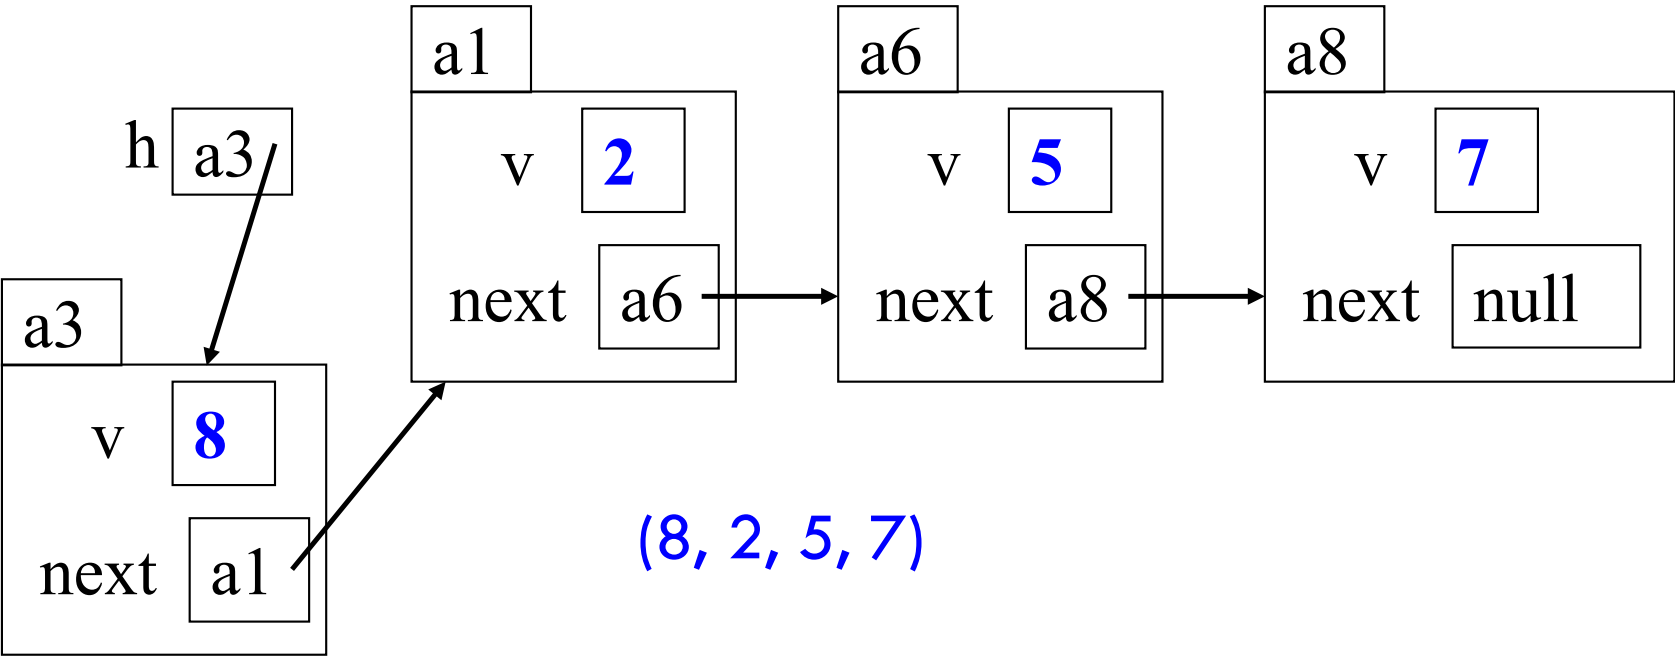 h a3
a3
v 8
next a1
a1
v 2
next a6
a6
v 5
next a8
a8
v 7
next null
(8, 2, 5, 7)